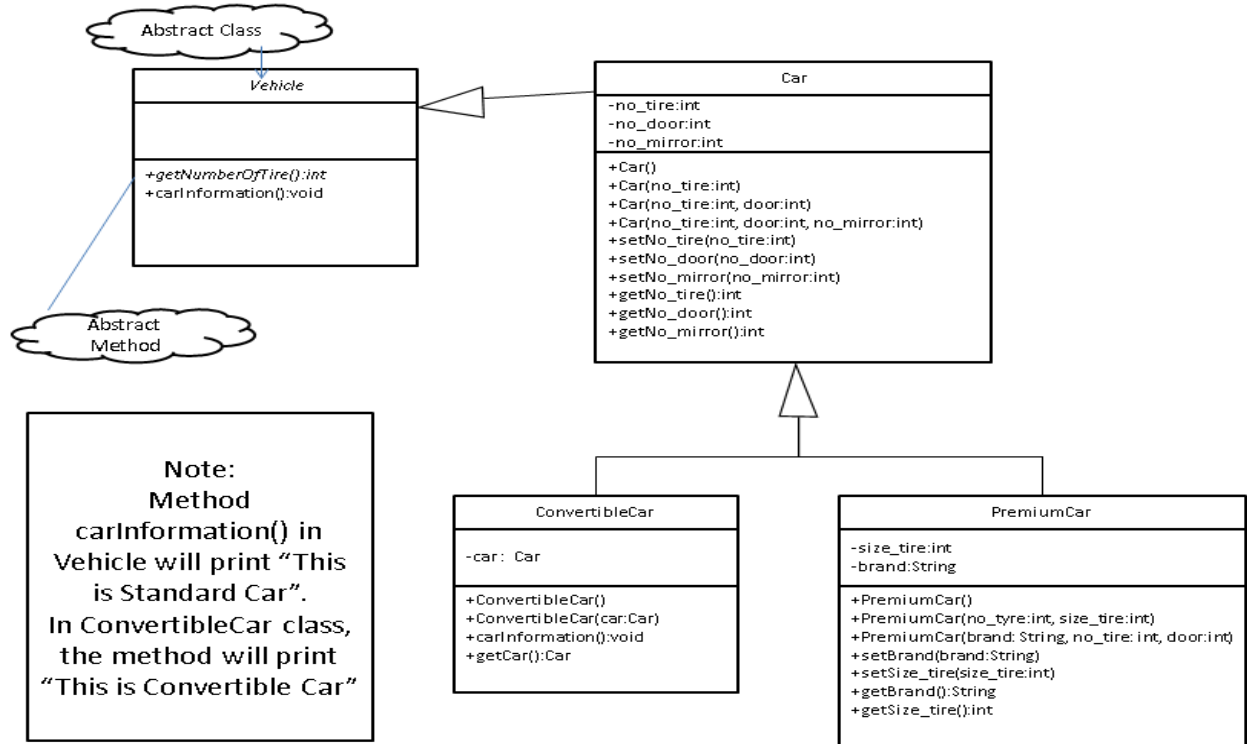 Abstract Class
Vehicle
+getNumberOfTire():int
+carInformation():void
Abstract
Method
Car
-no_tire:int
-no_door:int
-no_mirror:int
+Car()
+Car(no_tire:int)
+Car(no_tire:int, door:int)
+Car(no_tire:int, door:int, no_mirror:int)
+setNo_tire(no_tire:int)
+setNo_door(no_door:int)
+setNo_mirror(no_mirror:int)
+getNo_tire():int
+getNo_door():int
+getNo_mirror():int
Note:
Method
carInformation() in
Vehicle will print “This
is Standard Car”.
In ConvertibleCar class,
the method will print
“This is Convertible Car”
ConvertibleCar
-car: Car
+ConvertibleCar()
+ConvertibleCar(car:Car)
+carInformation():void
+getCar():Car
PremiumCar
-size_tire:int
-brand:String
+PremiumCar()
+PremiumCar(no_tyre:int, size_tire:int)
+PremiumCar(brand: String, no_tire: int, door:int)
+setBrand(brand:String)
+setSize_tire(size_tire:int)
+getBrand():String
+getSize_tire():int